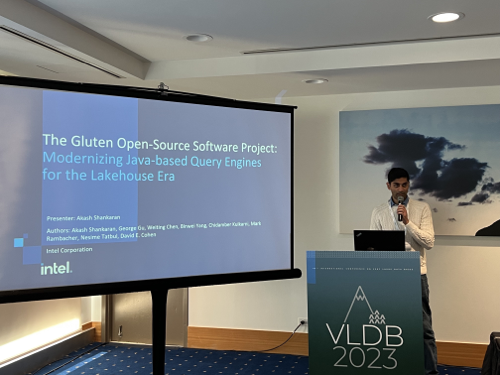 The Gluten Open-Source Software Project:
Modernizing Java-based Query Engines
for the Lakehouse Era
Presenter: Akash Shankaran
Authors: Akash Shankaran, George Gu, Weiting Chen, Binwei Yang, Chidamber Kulkarni, Mark
Rambacher, Nesime Tatbul, David E. Cohen
Intel Corporation
intel.
VLDB
2023